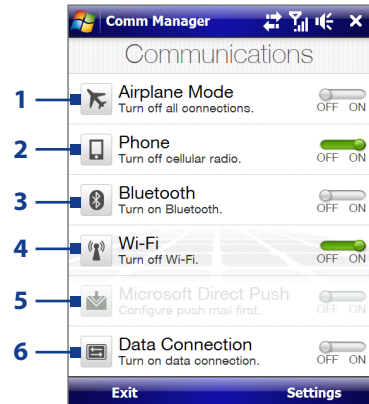 Comm Manager
Communications
1
Airplane Mode
Turn off all connections.
OFF ON
2
Phone
Turn off cellular radio.
OFF ON
3
Bluetooth
Turn on Bluetooth.
OFF ON
4
Wi-Fi
Turn off Wi-Fi.
OFF ON
5
Microsoft Direct Push
Configure push mail first.
OFF ON
6
Data Connection
Turn on data connection.
OFF ON
Exit Settings